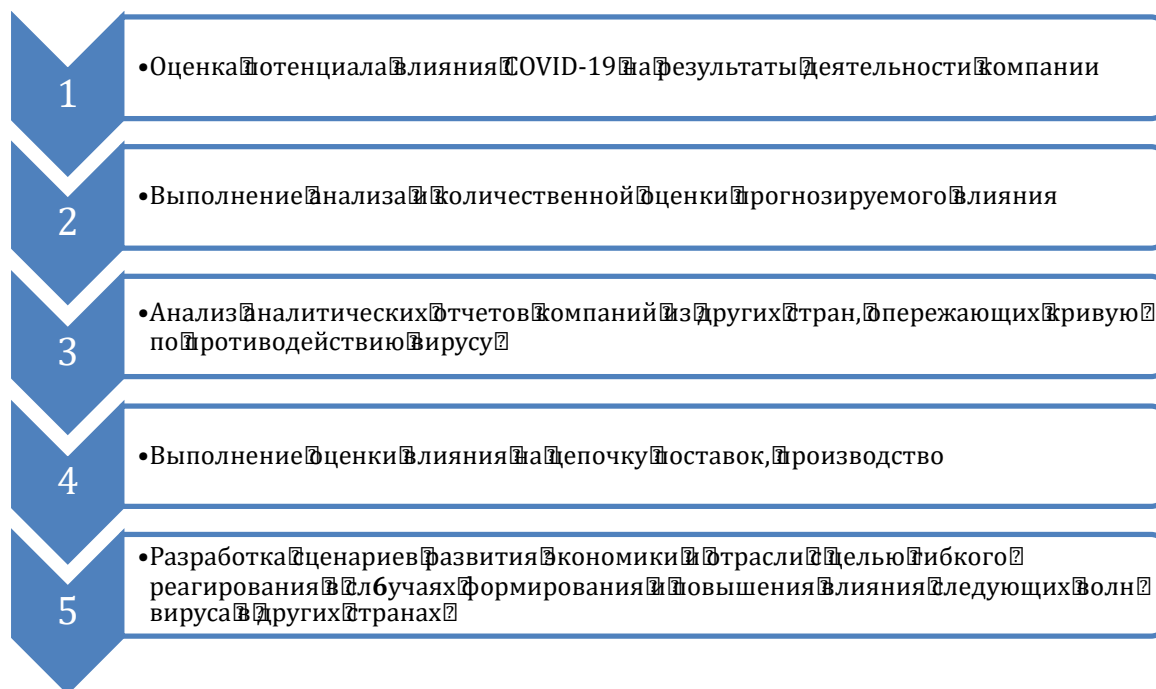 1
•Оценка потенциала влияния COVID-19 на результаты деятельности компании
2
•Выполнение анализа и количественной оценки прогнозируемого влияния
3
•Анализ аналитических отчетов компаний из других стран, опережающих кривую
по противодействию вирусу
4
•Выполнение оценки влияния на цепочку поставок, производство
5
•Разработка сценариев развития экономики и отрасли с целью гибкого
реагирования в сл6учаях формирования и повышения влияния следующих волн
вируса в других странах